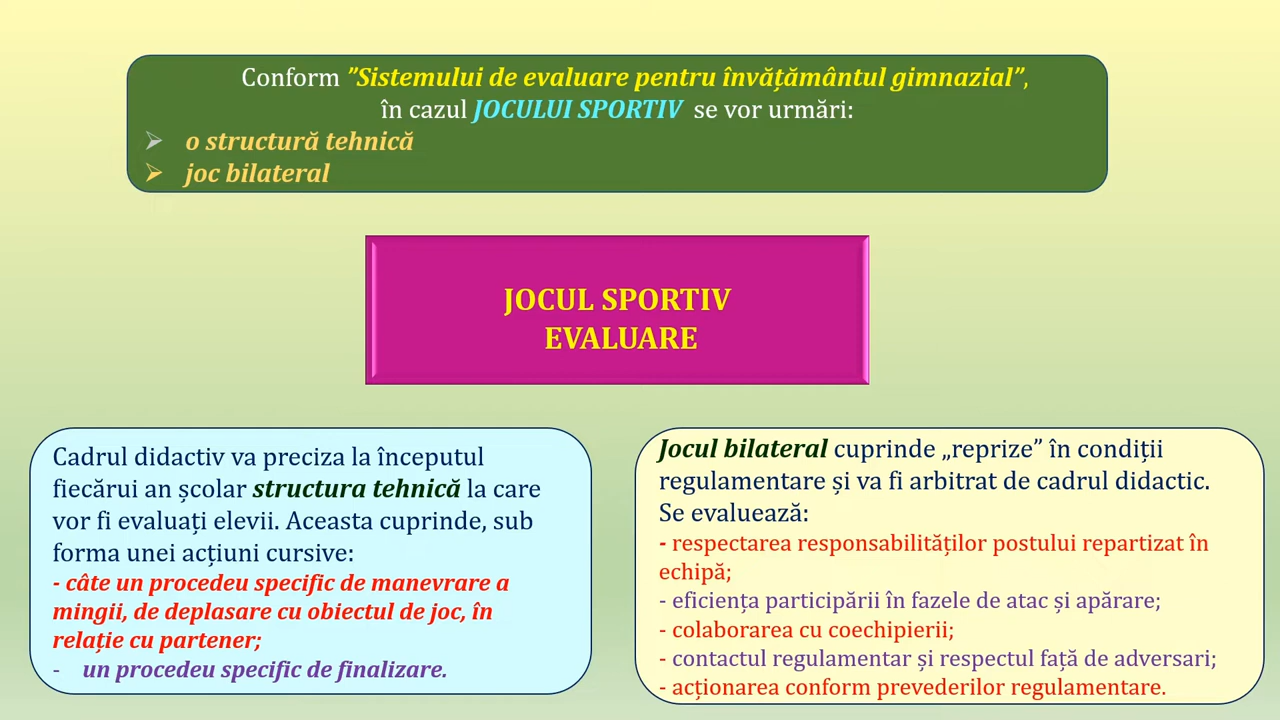 Conform ”Sistemului de evaluare pentru învățământul gimnazial”,
în cazul JOCULUI SPORTIV se vor urmări:
➢ o structură tehnică
➢ joc bilateral
JOCUL SPORTIV
EVALUARE
Cadrul didactiv va preciza la începutul
fiecărui an școlar structura tehnică la care
vor fi evaluați elevii. Aceasta cuprinde, sub
forma unei acțiuni cursive:
- câte un procedeu specific de manevrare a
mingii, de deplasare cu obiectul de joc, în
relație cu partener;
- un procedeu specific de finalizare.
Jocul bilateral cuprinde „reprize” în condiții
regulamentare și va fi arbitrat de cadrul didactic.
Se evaluează:
- respectarea responsabilităților postului repartizat în
echipă;
- eficiența participării în fazele de atac și apărare;
- colaborarea cu coechipierii;
- contactul regulamentar și respectul față de adversari;
- acționarea conform prevederilor regulamentare.